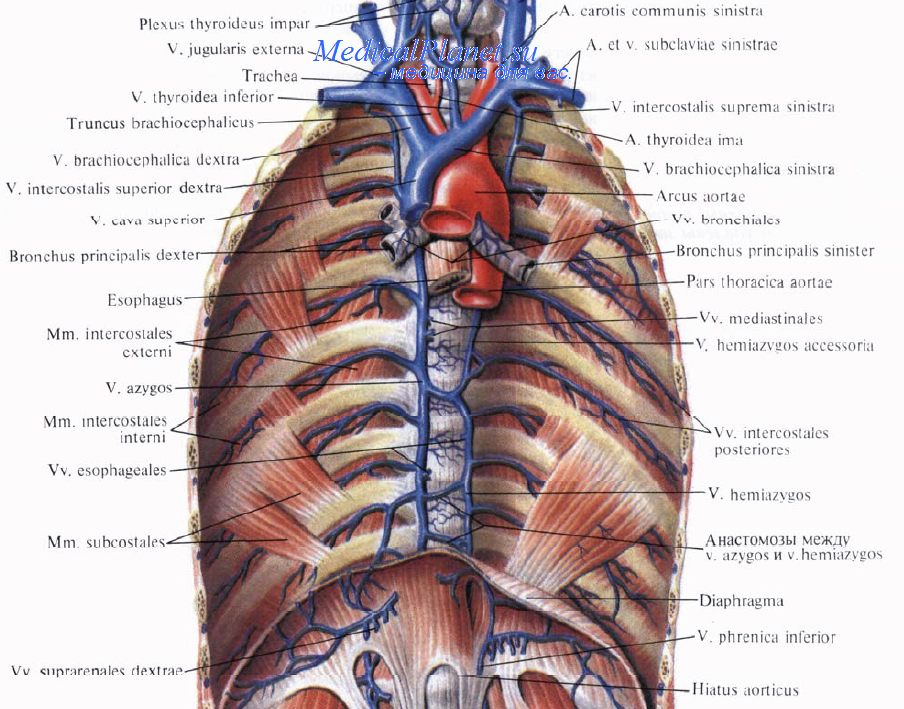 Plexus thyroideus impar
V. jugularis externa
Trachea
V. thyroidea inferior
Truncus brachiocephalicus
V. brachiocephalica dextra
V. intercostalis superior dextra
V. cava superior
Bronchus principalis dexter
Esophagus
Mm. intercostales
externi
V. azygos
Mm. intercostales
interni
Vv. esophageales
Mm. subcostales
Vv. suprarenales dextrae
MedicalPlanet.su
– медицина для вас.
A. carotis communis sinistra
A. et v. subclaviae sinistrae
V. intercostalis suprema sinistra
A. thyroidea ima
V. brachiocephalica sinistra
Arcus aortae
Vv. bronchiales
Bronchus principalis sinister
Pars thoracica aortae
Vv. mediastinales
V. hemiazygos accessoria
Vv. intercostales
posteriores
V. hemiazygos
Анастомозы между
v. azygos и v. hemiazygos
Diaphragma
V. phrenica inferior
Hiatus aorticus